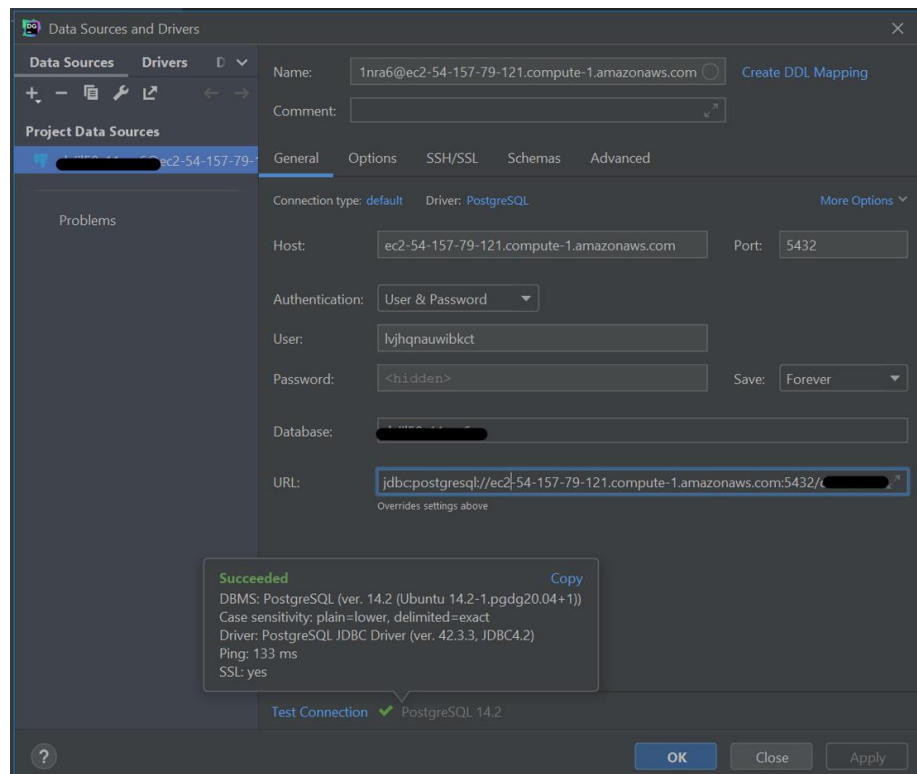 DG Data Sources and Drivers
Data Sources Drivers D
Name: 1nra6@ec2-54-157-79-121.compute-1.amazonaws.com Create DDL Mapping
Comment:
Project Data Sources
@ec2-54-157-79-
Problems
General Options SSH/SSL Schemas Advanced
Connection type: default Driver: PostgreSQL More Options
Host: ec2-54-157-79-121.compute-1.amazonaws.com Port: 5432
Authentication: User & Password
User: lvjhqnauwibkct
Password: <hidden> Save: Forever
Database:
URL: jdbc:postgresql://ec2-54-157-79-121.compute-1.amazonaws.com:5432/
Overrides settings above
Succeeded Copy
DBMS: PostgreSQL (ver. 14.2 (Ubuntu 14.2-1.pgdg20.04+1))
Case sensitivity: plain=lower, delimited=exact
Driver: PostgreSQL JDBC Driver (ver. 42.3.3, JDBC4.2)
Ping: 133 ms
SSL: yes
Test Connection PostgreSQL 14.2
? OK Close Apply